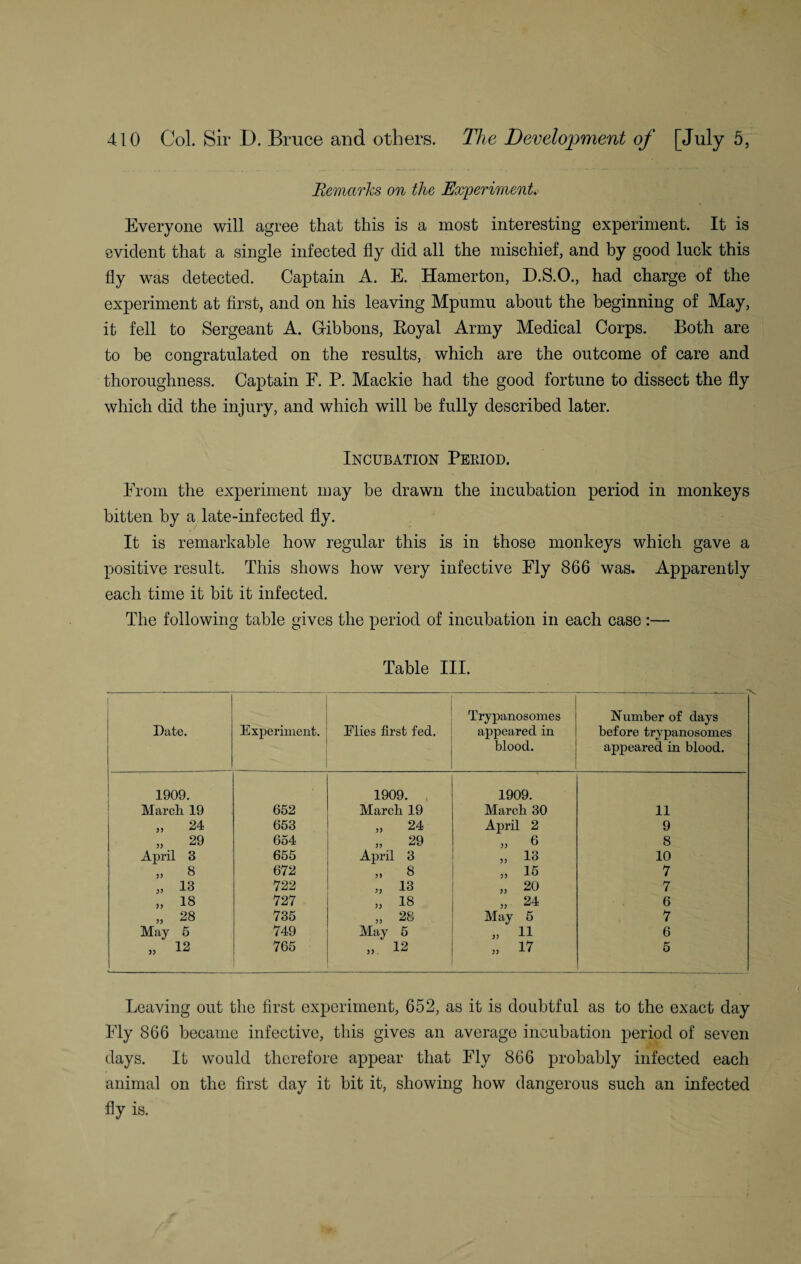 410 Col. Sir D. Bruce and others. The Development of [July 5,
Remarks on the Experiment.
Everyone will agree that this is a most interesting experiment. It is
evident that a single infected fly did all the mischief, and by good luck this
fly was detected. Captain A. E. Hamerton, D.S.O., had charge of the
experiment at first, and on his leaving Mpumu about the beginning of May,
it fell to Sergeant A. Gibbons, Royal Army Medical Corps. Both are
to be congratulated on the results, which are the outcome of care and
thoroughness. Captain F. P. Mackie had the good fortune to dissect the fly
which did the injury, and which will be fully described later.
INCUBATION PERIOD.
From the experiment may be drawn the incubation period in monkeys
bitten by a late-infected fly.
It is remarkable how regular this is in those monkeys which gave a
positive result. This shows how very infective Fly 866 was. Apparently
each time it bit it infected.
The following table gives the period of incubation in each case :—
Table III.
Date. Experiment. Flies first fed. Trypanosomes appeared in blood. Number of days before trypanosomes appeared in blood.
1909. 1909. 1909.
March 19 652 March 19 March 30 11
„ 24 653 „ 24 April 2 9
„ 29 654 „ 29 „ 6 8
April 3 655 April 3 „ 13 10
„ 8 672 „ 8 „ 15 7
„ 13 722 „ 13 „ 20 7
„ 18 727 „ 18 „ 24 6
„ 28 735 „ 28 May 5 7
May 5 749 May 5 „ 11 6
„ 12 765 „ 12 „ 17 5
Leaving out the first experiment, 652, as it is doubtful as to the exact day
Fly 866 became infective, this gives an average incubation period of seven
days. It would therefore appear that Fly 866 probably infected each
animal on the first day it bit it, showing how dangerous such an infected
fly is.